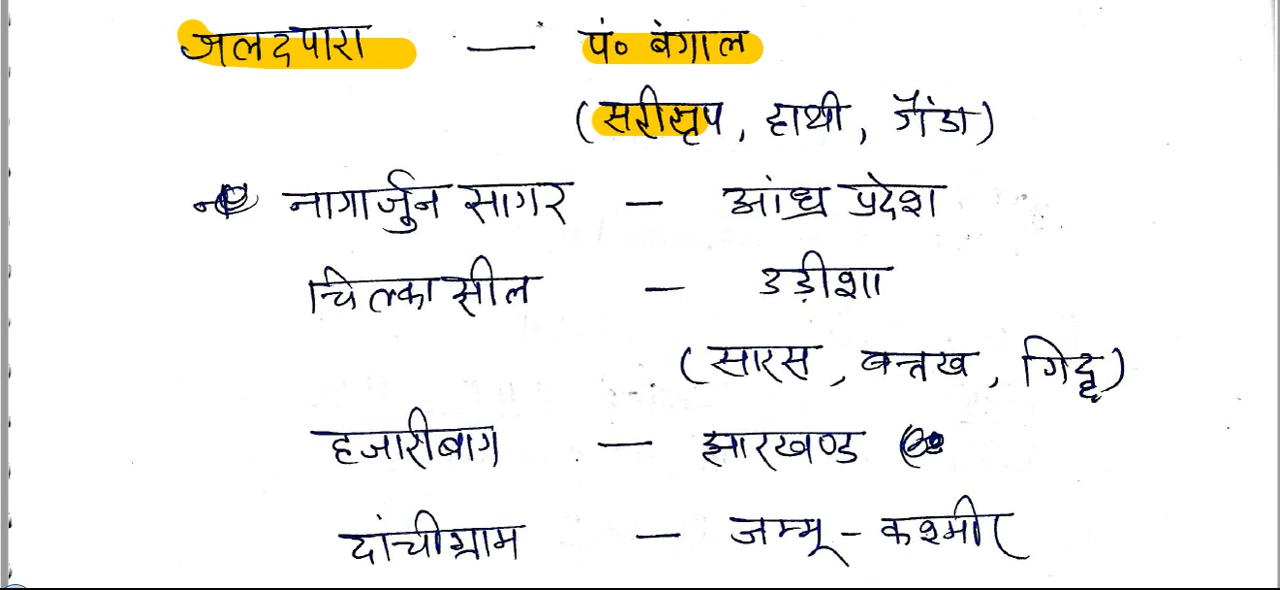 जलदपारा — पं० बंगाल
(सरीसृप, हाथी, गैंडा)
नागार्जुन सागर — आंध्र प्रदेश
चिल्का सील — उड़ीशा
(सारस, बत्तख, गिद्ध)
हजारीबाग — झारखण्ड
दांचीग्राम — जम्मू - कश्मीर